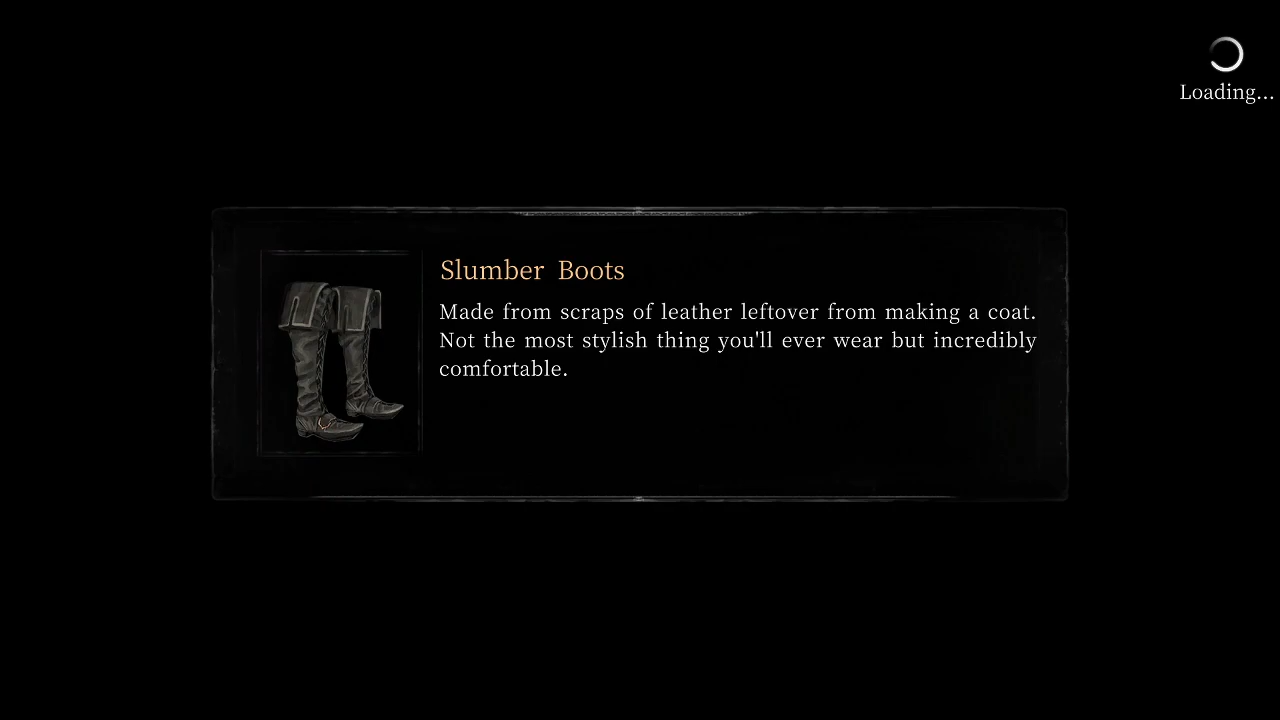 Loading...
Slumber Boots
Made from scraps of leather leftover from making a coat.
Not the most stylish thing you'll ever wear but incredibly
comfortable.